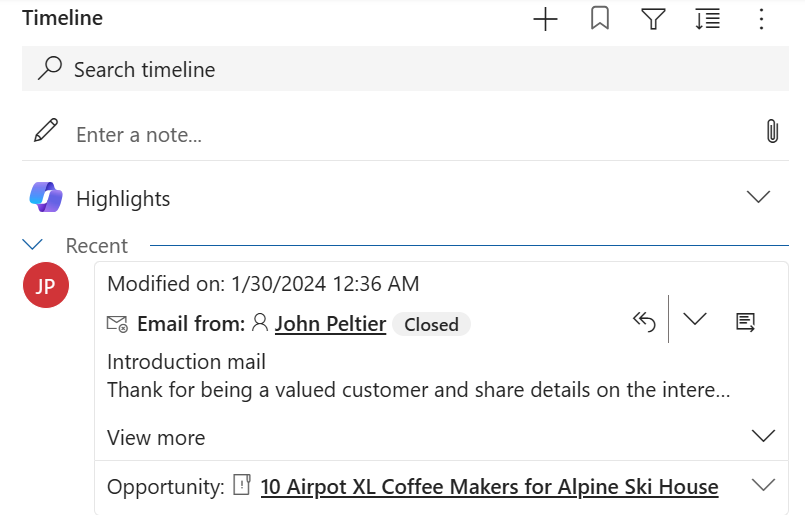 Timeline
Search timeline
Enter a note...
Highlights
Recent
JP
Modified on: 1/30/2024 12:36 AM
Email from: John Peltier Closed
Introduction mail
Thank for being a valued customer and share details on the intere...
View more
Opportunity: 10 Airpot XL Coffee Makers for Alpine Ski House